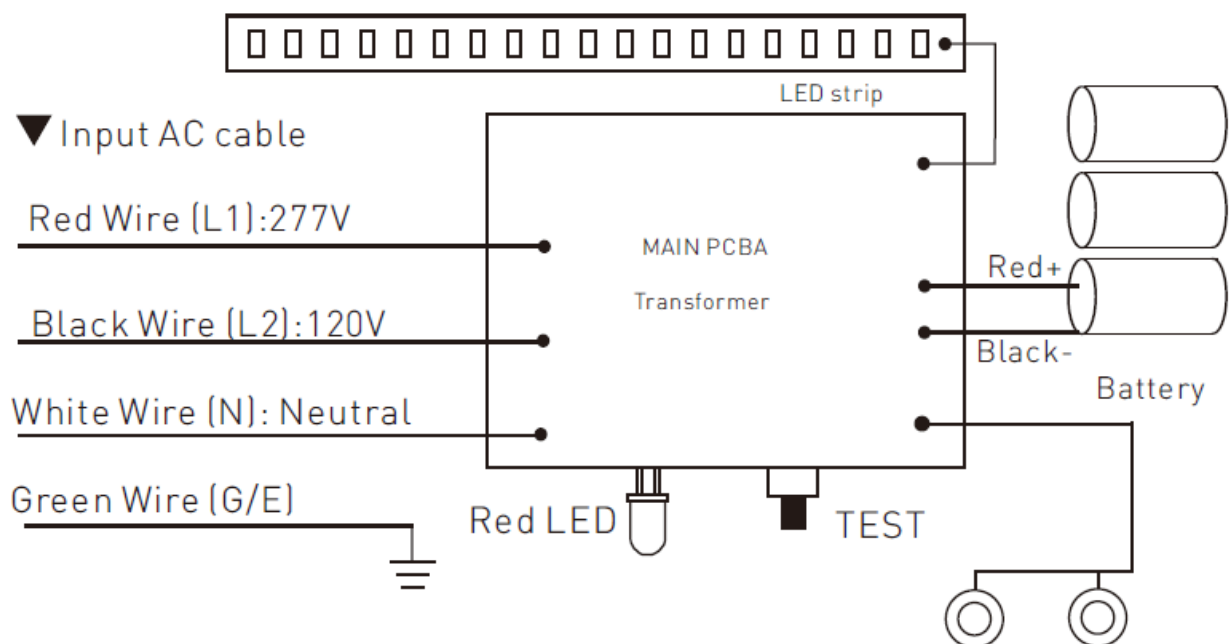 LED strip
▼ Input AC cable
Red Wire (L1):277V
MAIN PCBA
Red+
Transformer
Black Wire (L2):120V
Black-
Battery
White Wire (N): Neutral
Green Wire (G/E)
Red LED
TEST